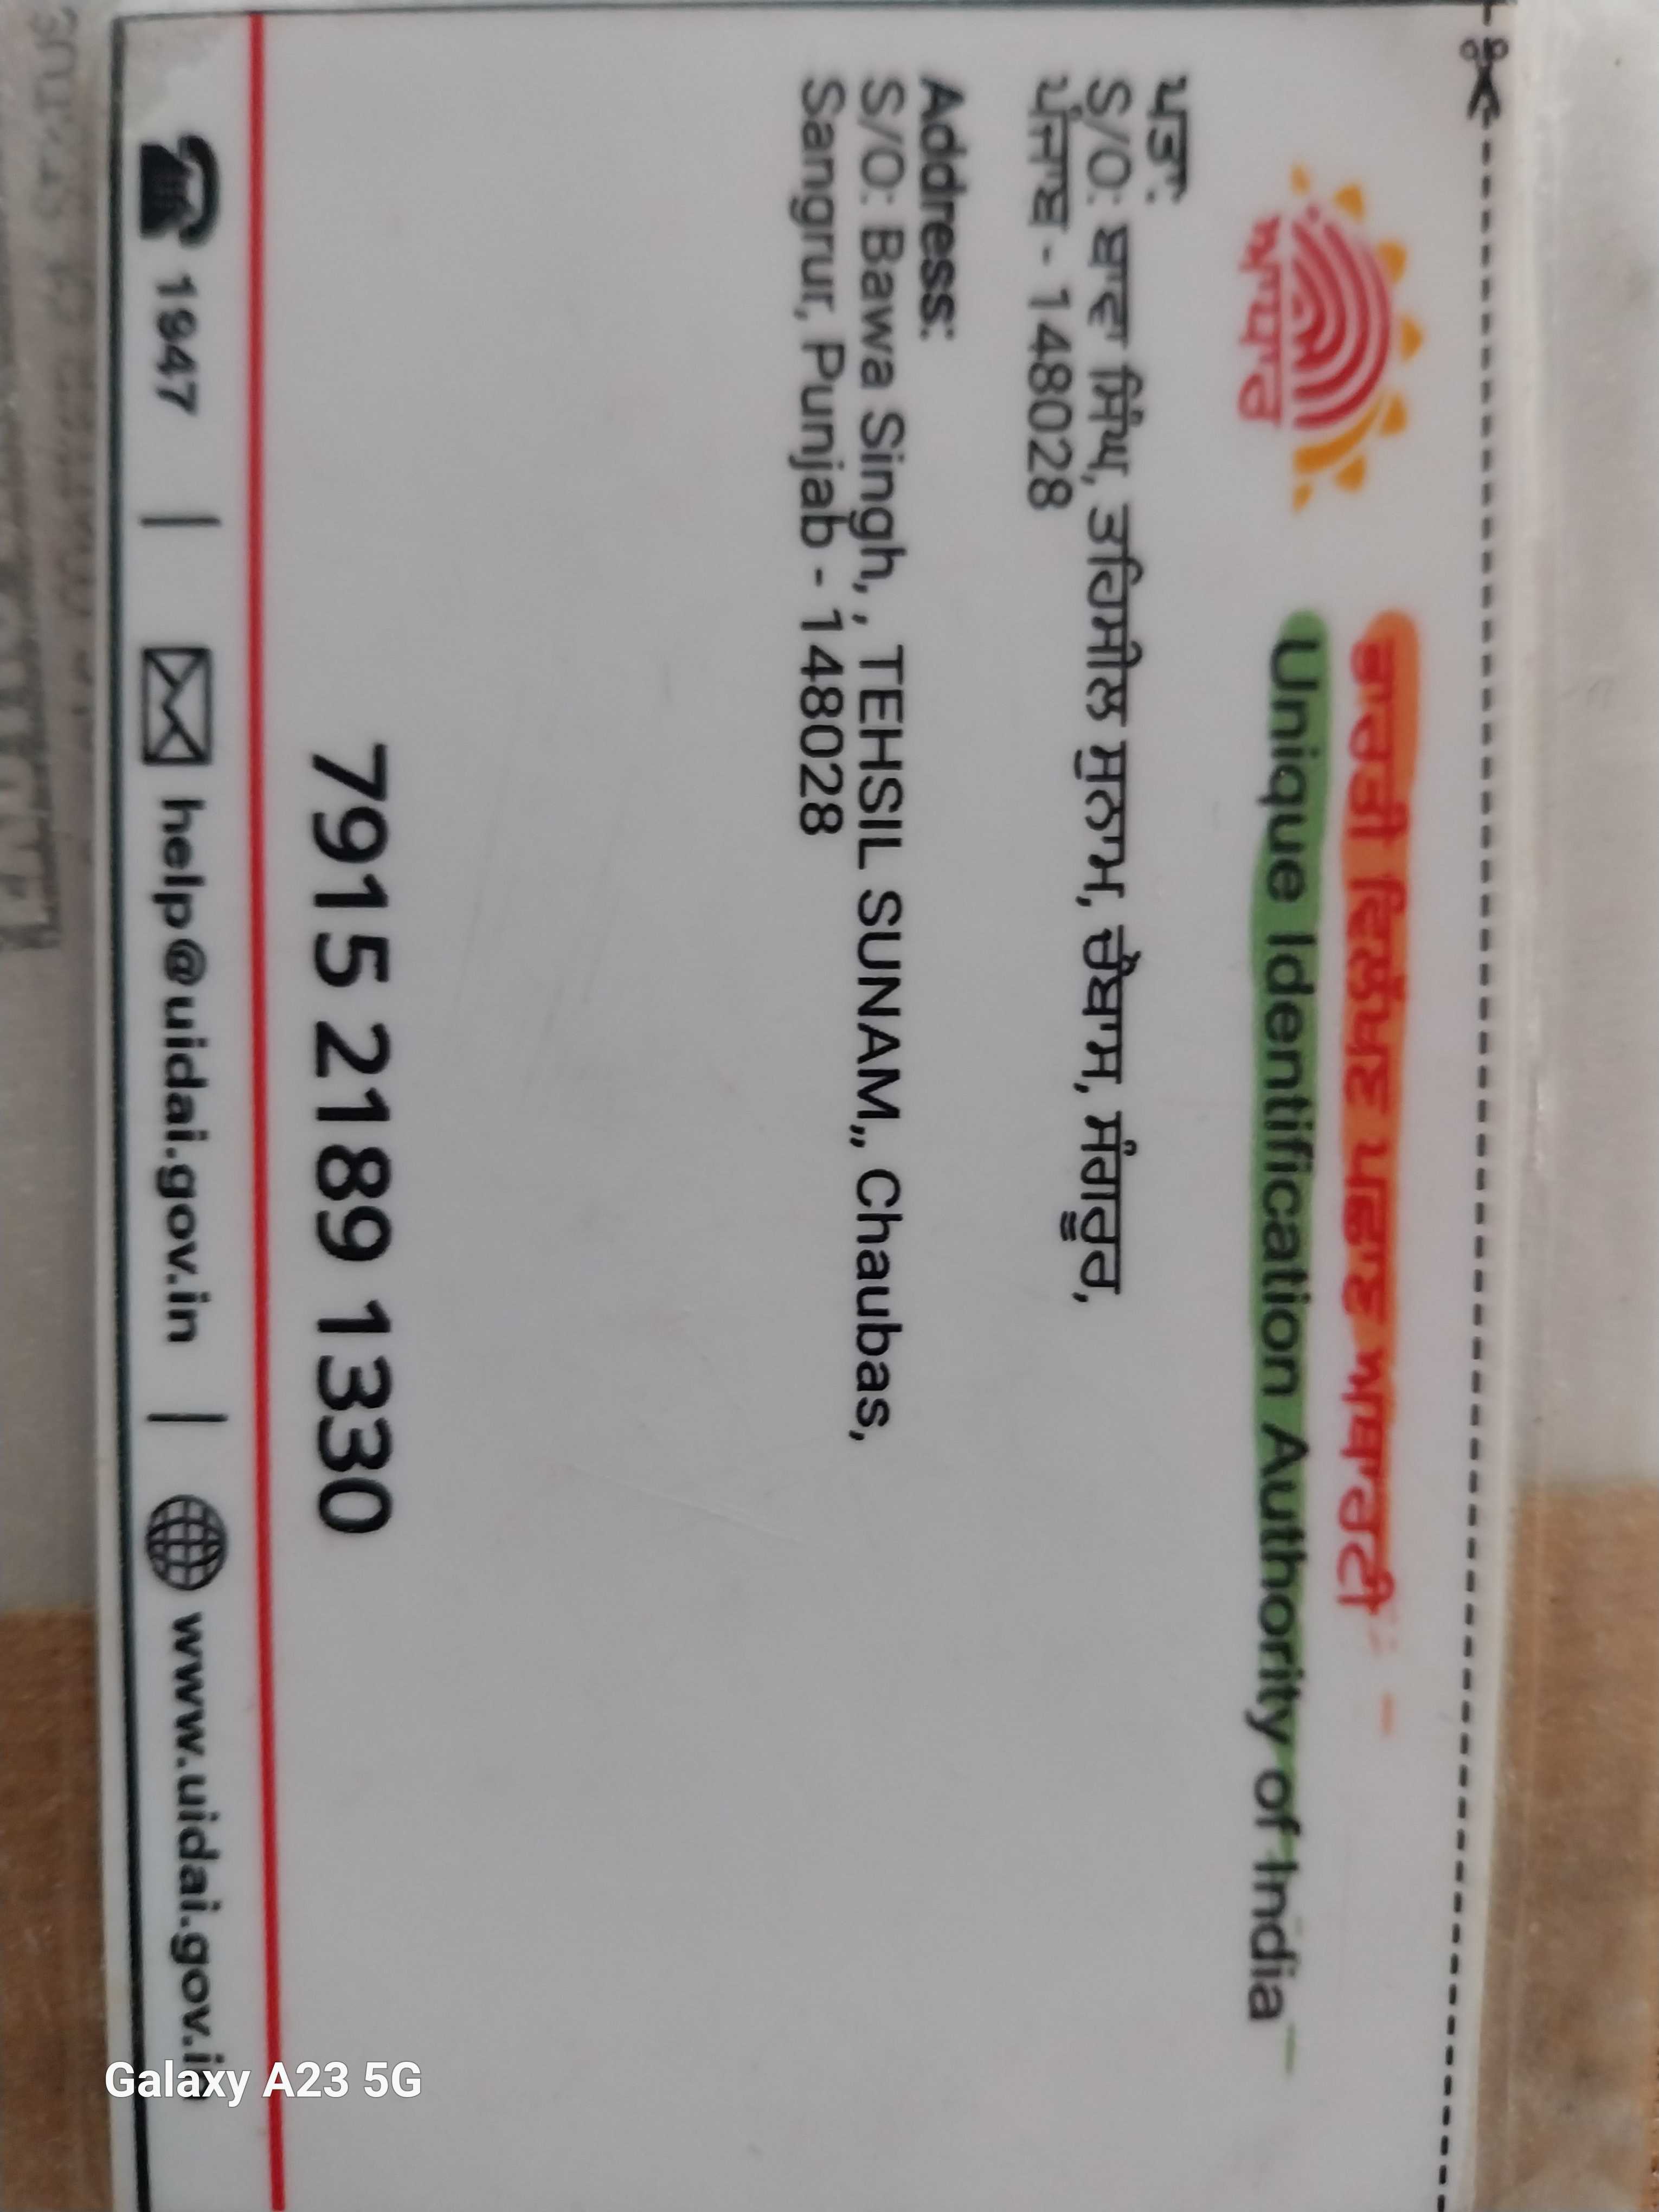 ਆਧਾਰ
ਭਾਰਤੀ ਵਿਲੱਖਣ ਪਛਾਣ ਅਥਾਰਟੀ
Unique Identification Authority of India
ਪਤਾ:
S/O: ਬਾਵਾ ਸਿੰਘ, ਤਹਿਸੀਲ ਸੁਨਾਮ, ਚੌਬਾਸ, ਸੰਗਰੂਰ,
ਪੰਜਾਬ - 148028
Address:
S/O: Bawa Singh, , TEHSIL SUNAM,,, Chaubas,
Sangrur, Punjab - 148028
7915 2189 1330
1947 | help@uidai.gov.in | www.uidai.gov.in
Galaxy A23 5G